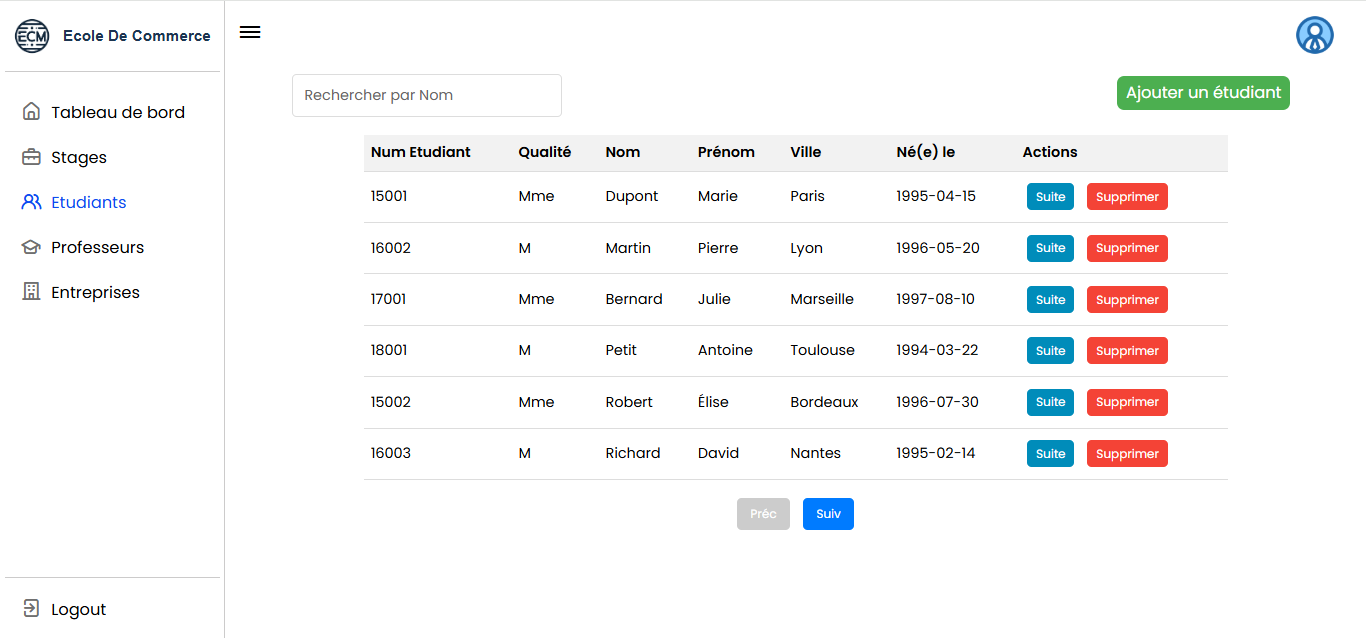 ECM Ecole De Commerce
Tableau de bord
Stages
Etudiants
Professeurs
Entreprises
Logout
Rechercher par Nom
Ajouter un étudiant
Num Etudiant Qualité Nom Prénom Ville Né(e) le Actions
15001 Mme Dupont Marie Paris 1995-04-15 Suite Supprimer
16002 M Martin Pierre Lyon 1996-05-20 Suite Supprimer
17001 Mme Bernard Julie Marseille 1997-08-10 Suite Supprimer
18001 M Petit Antoine Toulouse 1994-03-22 Suite Supprimer
15002 Mme Robert Élise Bordeaux 1996-07-30 Suite Supprimer
16003 M Richard David Nantes 1995-02-14 Suite Supprimer
Préc Suiv